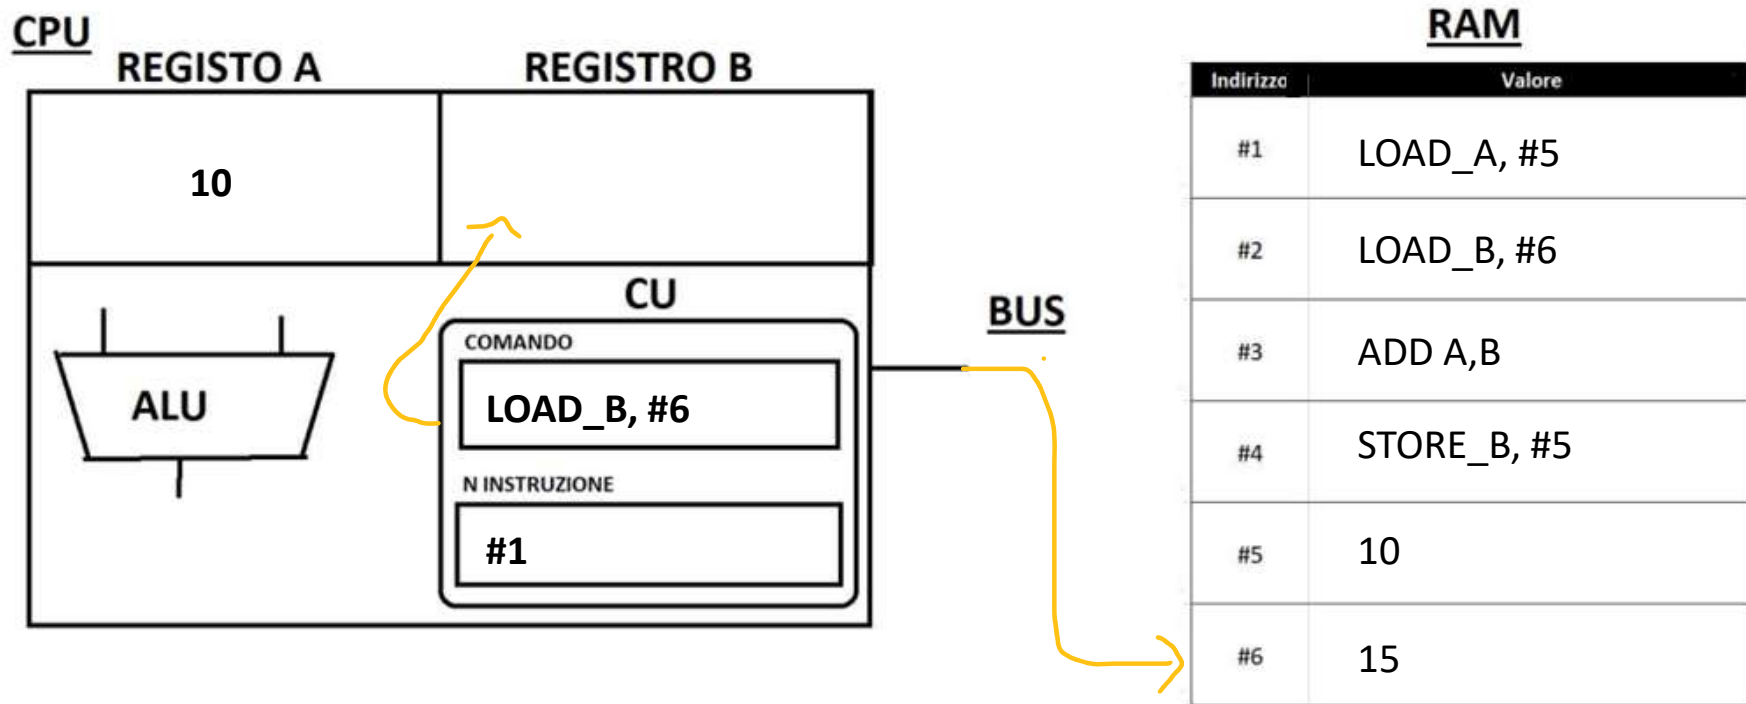 CPU
REGISTO A
REGISTRO B
10
CU
COMANDO
LOAD_B, #6
N INSTRUZIONE
#1
ALU
BUS
RAM
Indirizzo Valore
#1 LOAD_A, #5
#2 LOAD_B, #6
#3 ADD A,B
#4 STORE_B, #5
#5 10
#6 15